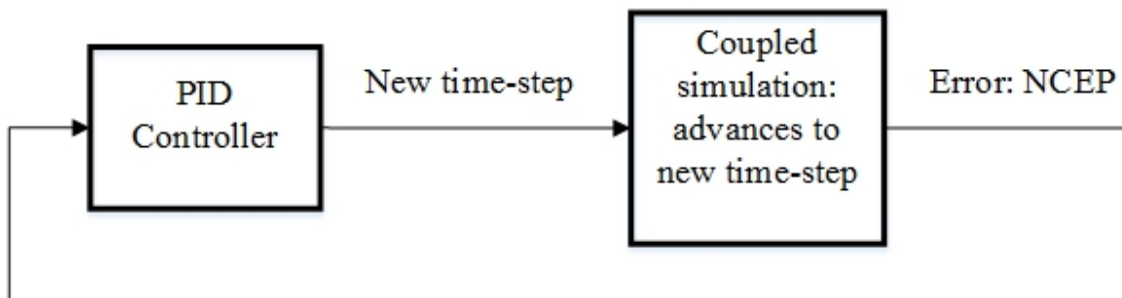 PID
Controller
New time-step
Coupled
simulation:
advances to
new time-step
Error: NCEP